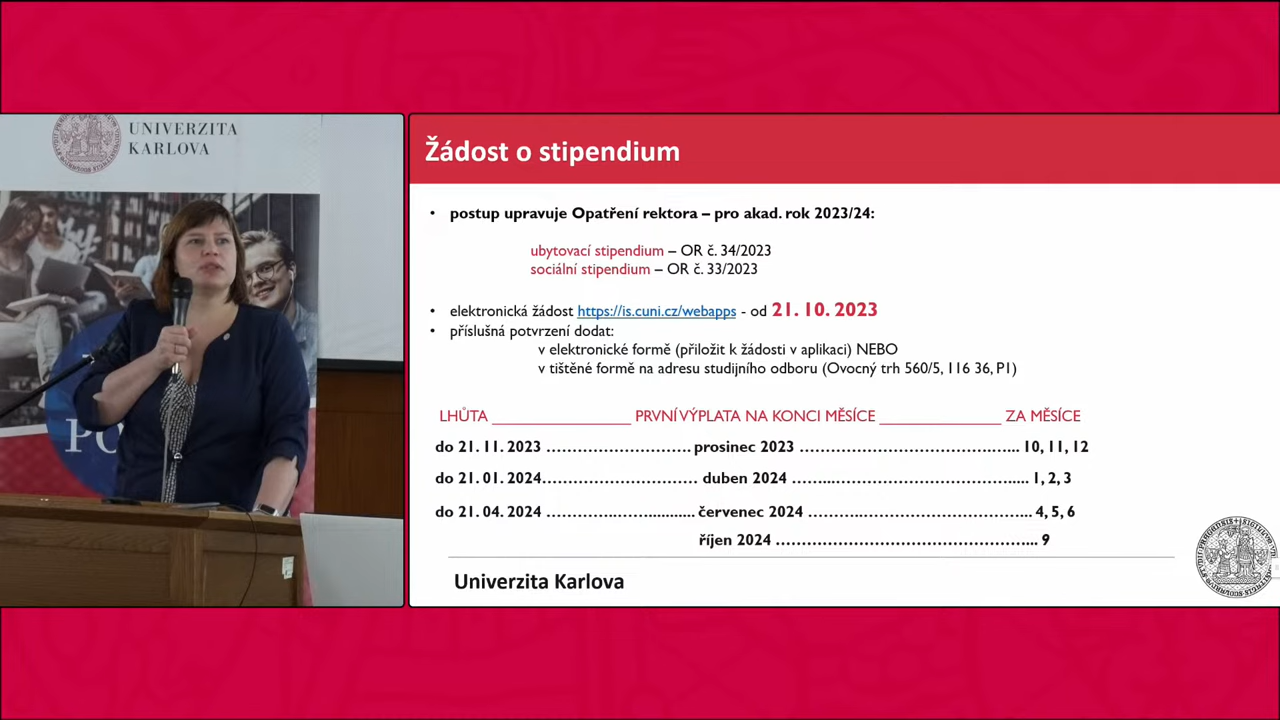 UNIVERZITA
KARLOVA
Žádost o stipendium
• postup upravuje Opatření rektora – pro akad. rok 2023/24:
ubytovací stipendium – OR č. 34/2023
sociální stipendium – OR č. 33/2023
• elektronická žádost https://is.cuni.cz/webapps - od 21. 10. 2023
• příslušná potvrzení dodat:
v elektronické formě (přiložit k žádosti v aplikaci) NEBO
v tištěné formě na adresu studijního odboru (Ovocný trh 560/5, 116 36, P1)
LHŮTA ________________ PRVNÍ VÝPLATA NA KONCI MĚSÍCE ______________ ZA MĚSÍCE
do 21. 11. 2023 ………………………. prosinec 2023 ……………………………….…... 10, 11, 12
do 21. 01. 2024………………………… duben 2024 ……...……………………………….... 1, 2, 3
do 21. 04. 2024 ………….……........... červenec 2024 ………..…………………………... 4, 5, 6
říjen 2024 ………………………………………….... 9
Univerzita Karlova